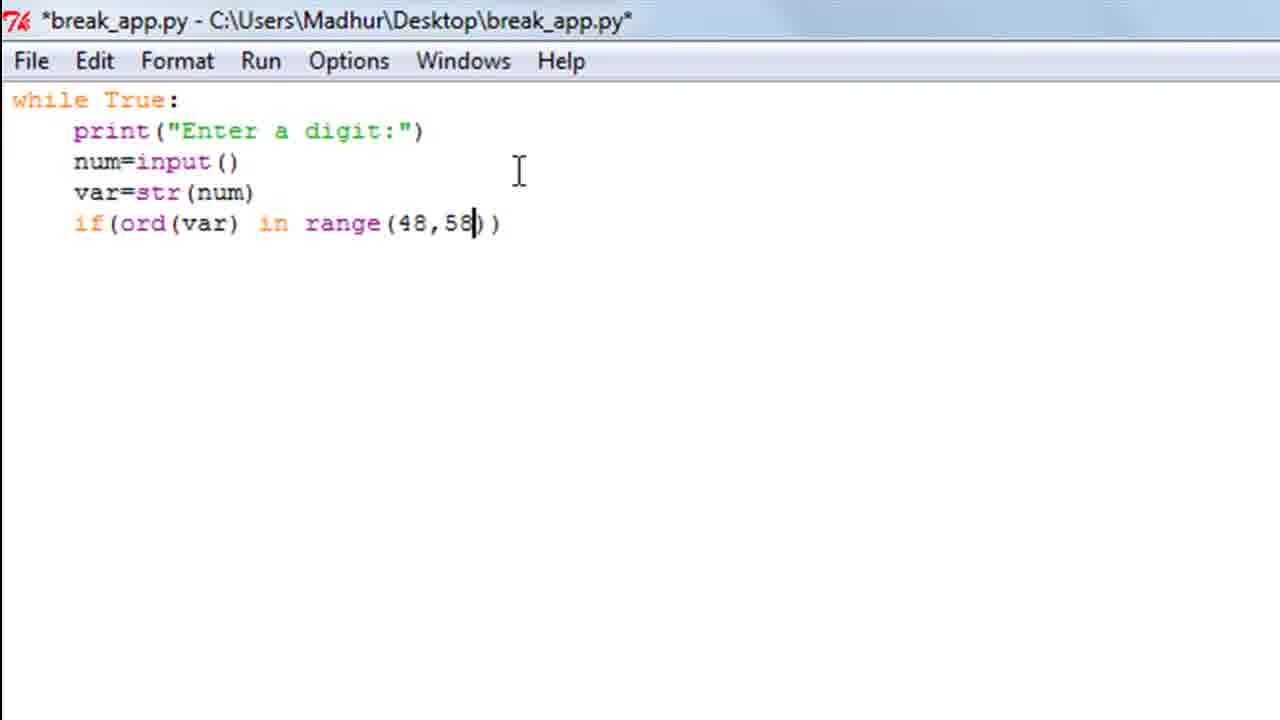 *break_app.py - C:\Users\Madhur\Desktop\break_app.py*
File Edit Format Run Options Windows Help
while True:
    print("Enter a digit:")
    num=input()
    var=str(num)
    if(ord(var) in range(48,58))